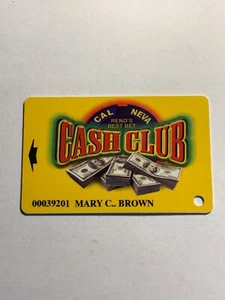 CAL NEVA
RENO'S
BEST BET
CASH CLUB
00039201 MARY C.. BROWN